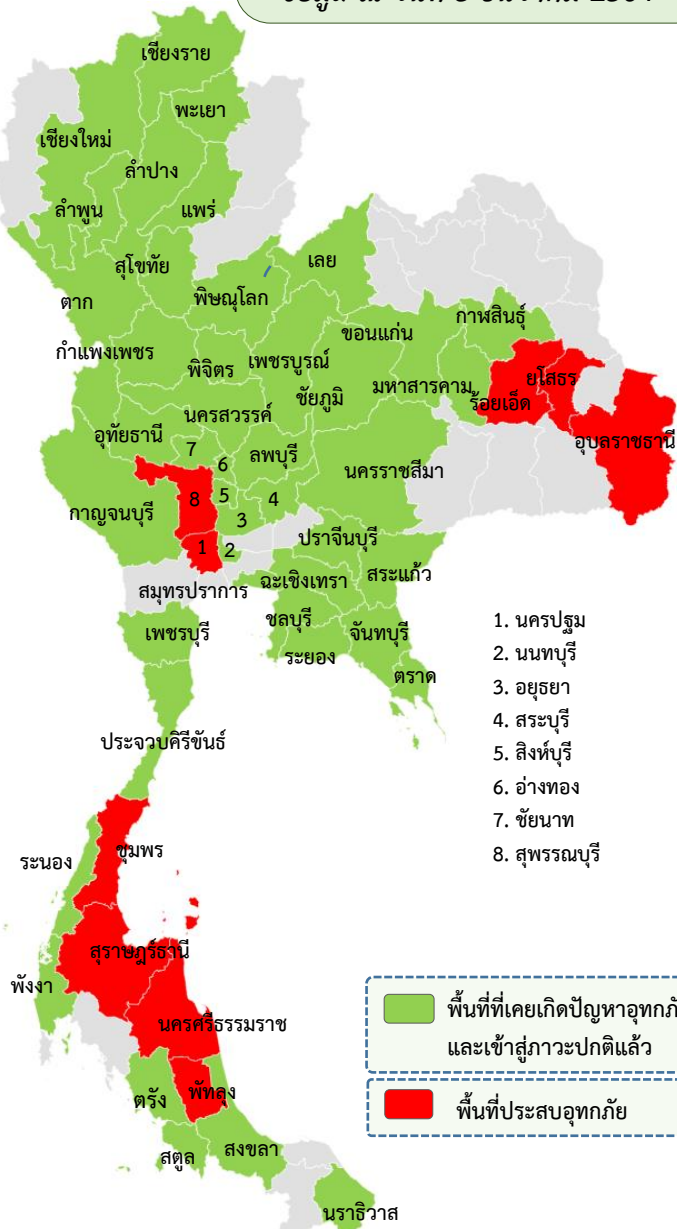 เชียงราย
พะเยา
เชียงใหม่
ลำปาง
ลำพูน
แพร่
สุโขทัย
เลย
ตาก
พิษณุโลก
กาฬสินธุ์
ขอนแก่น
กำแพงเพชร
เพชรบูรณ์
พิจิตร
ยโสธร
มหาสารคาม
ชัยภูมิ
ร้อยเอ็ด
นครสวรรค์
อุทัยธานี
อุบลราชธานี
7
ลพบุรี
6
นครราชสีมา
8
5
4
กาญจนบุรี
3
ปราจีนบุรี
1
2
สระแก้ว
ฉะเชิงเทรา
สมุทรปราการ
ชลบุรี
เพชรบุรี
จันทบุรี
ระยอง
ตราด
1. นครปฐม
2. นนทบุรี
3. อยุธยา
4. สระบุรี
5. สิงห์บุรี
6. อ่างทอง
7. ชัยนาท
8. สุพรรณบุรี
ประจวบคิรีขันธ์
ชุมพร
ระนอง
สุราษฎร์ธานี
พังงา
นครศรีธรรมราช
พัทลุง
ตรัง
สงขลา
สตูล
นราธิวาส
พื้นที่ที่เคยเกิดปัญหาอุทกภั
และเข้าสู่ภาวะปกติแล้ว
พื้นที่ประสบอุทกภัย